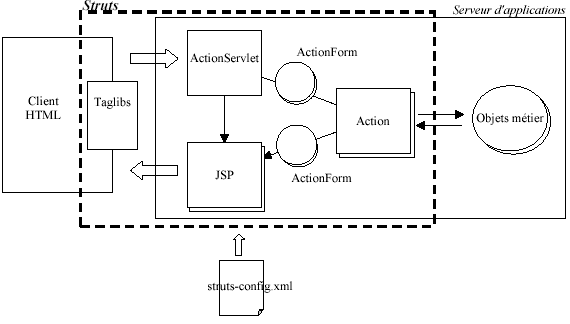 Struts
Serveur d'applications
ActionServlet
ActionForm
Client
HTML
Taglibs
Action
Objets métier
JSP
ActionForm
struts-config.xml